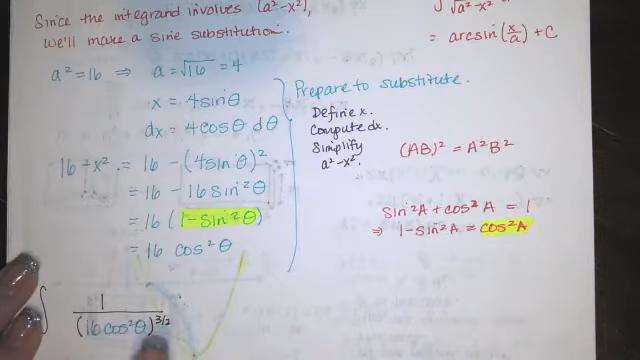 Since the integrand involves (a²-x²),
we'll make a sine substitution.
a² = 16 ⇒ a = √16 = 4
x = 4sinθ
dx = 4cosθ dθ
16 - x² = 16 - (4sinθ)²
= 16 - 16sin²θ
= 16 (1-sin²θ)
= 16 cos²θ
∫ 1/(16cos²θ)^3/2
Prepare to substitute.
Define x.
Compute dx.
Simplify
a²-x².
(AB)² = A²B²
sin²A + cos²A = 1
⇒ 1-sin²A = cos²A
∫ √a²-x²
= arcsin(x/a) + C